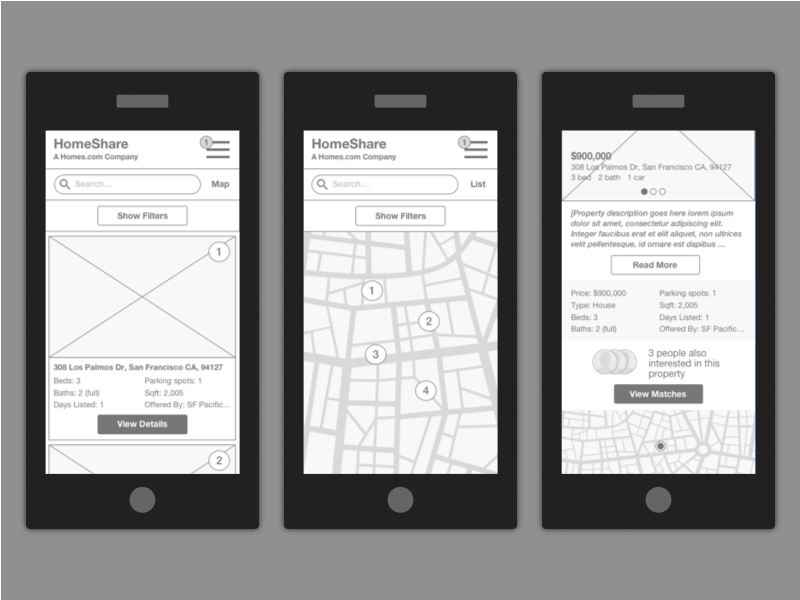 HomeShare
1
A Homes.com Company
Search...
Map
Show Filters
1
308 Los Palmos Dr, San Francisco CA, 94127
Beds: 3
Parking spots: 1
Baths: 2 (full)
Sqft: 2,005
Days Listed: 1
Offered By: SF Pacific...
View Details
2
HomeShare
1
A Homes.com Company
Search...
List
Show Filters
1
2
3
4
$900,000
308 Los Palmos Dr, San Francisco CA, 94127
3 bed 2 bath 1 car
[Property description goes here lorem ipsum
dolor sit amet, consectetur adipiscing elit.
Integer faucibus erat et elit aliquet, non ultrices
velit pellentesque, id ornare est dapibus ...
Read More
Price: $900,000
Parking spots: 1
Type: House
Sqft: 2,005
Beds: 3
Days Listed: 1
Baths: 2 (full)
Offered By: SF Pacific...
3 people also
interested in this
property
View Matches